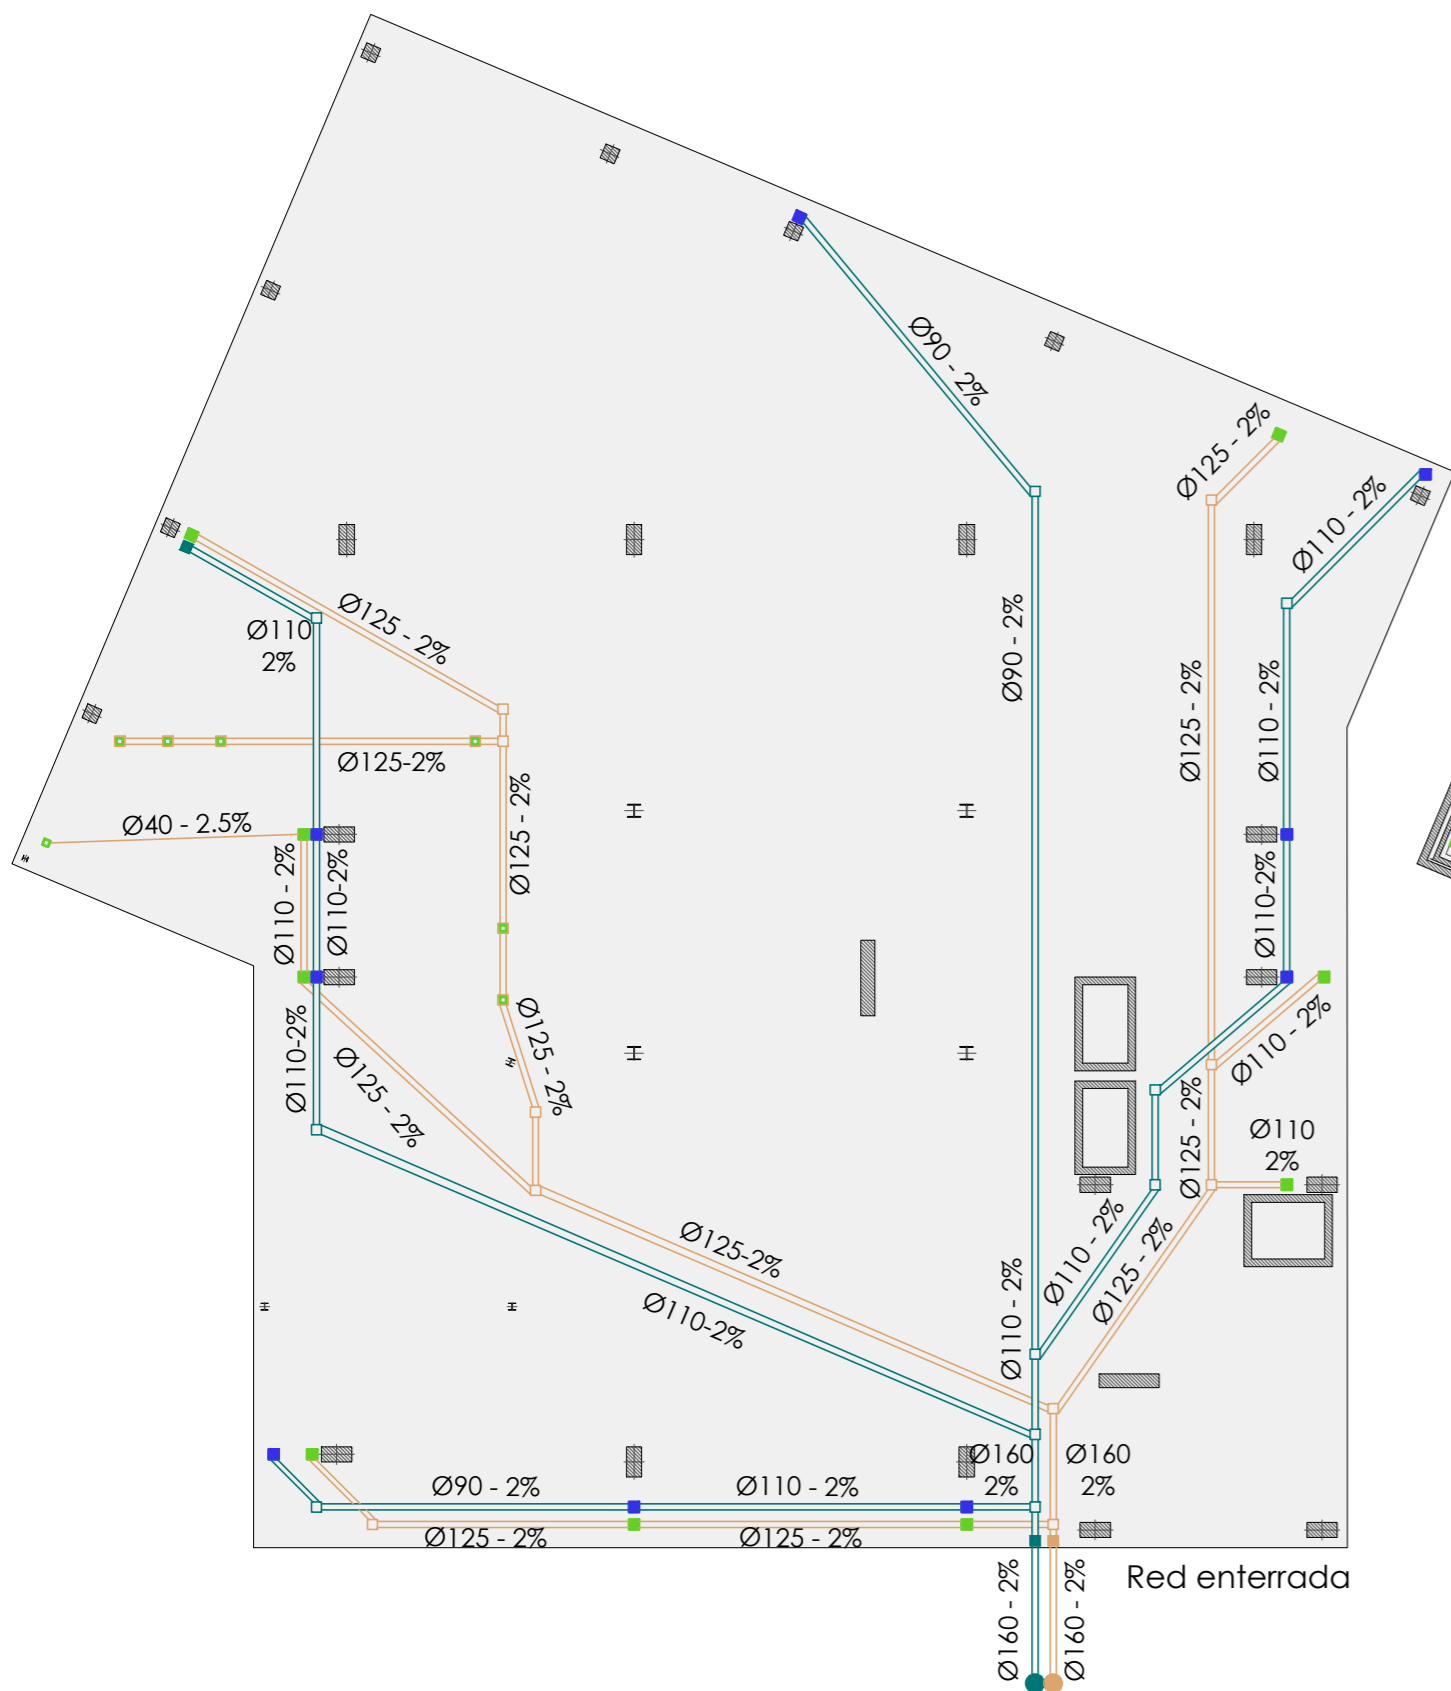 Ø90 - 2%
Ø125 - 2%
Ø110 - 2%
Ø125 - 2%
Ø110
2%
Ø90 - 2%
Ø125 - 2%
Ø110 - 2%
Ø125-2%
Ø125 - 2%
Ø40 - 2.5%
Ø110 - 2%
Ø110-2%
Ø110-2%
Ø110-2%
Ø125 - 2%
Ø125 - 2%
Ø110 - 2%
Ø125 - 2%
Ø110
2%
Ø125-2%
Ø110-2%
Ø110 - 2%
Ø110 - 2%
Ø125 - 2%
Ø160
2%
Ø160
2%
Ø90 - 2%
Ø110 - 2%
Ø125 - 2%
Ø125 - 2%
Red enterrada
Ø160 - 2%
Ø160 - 2%